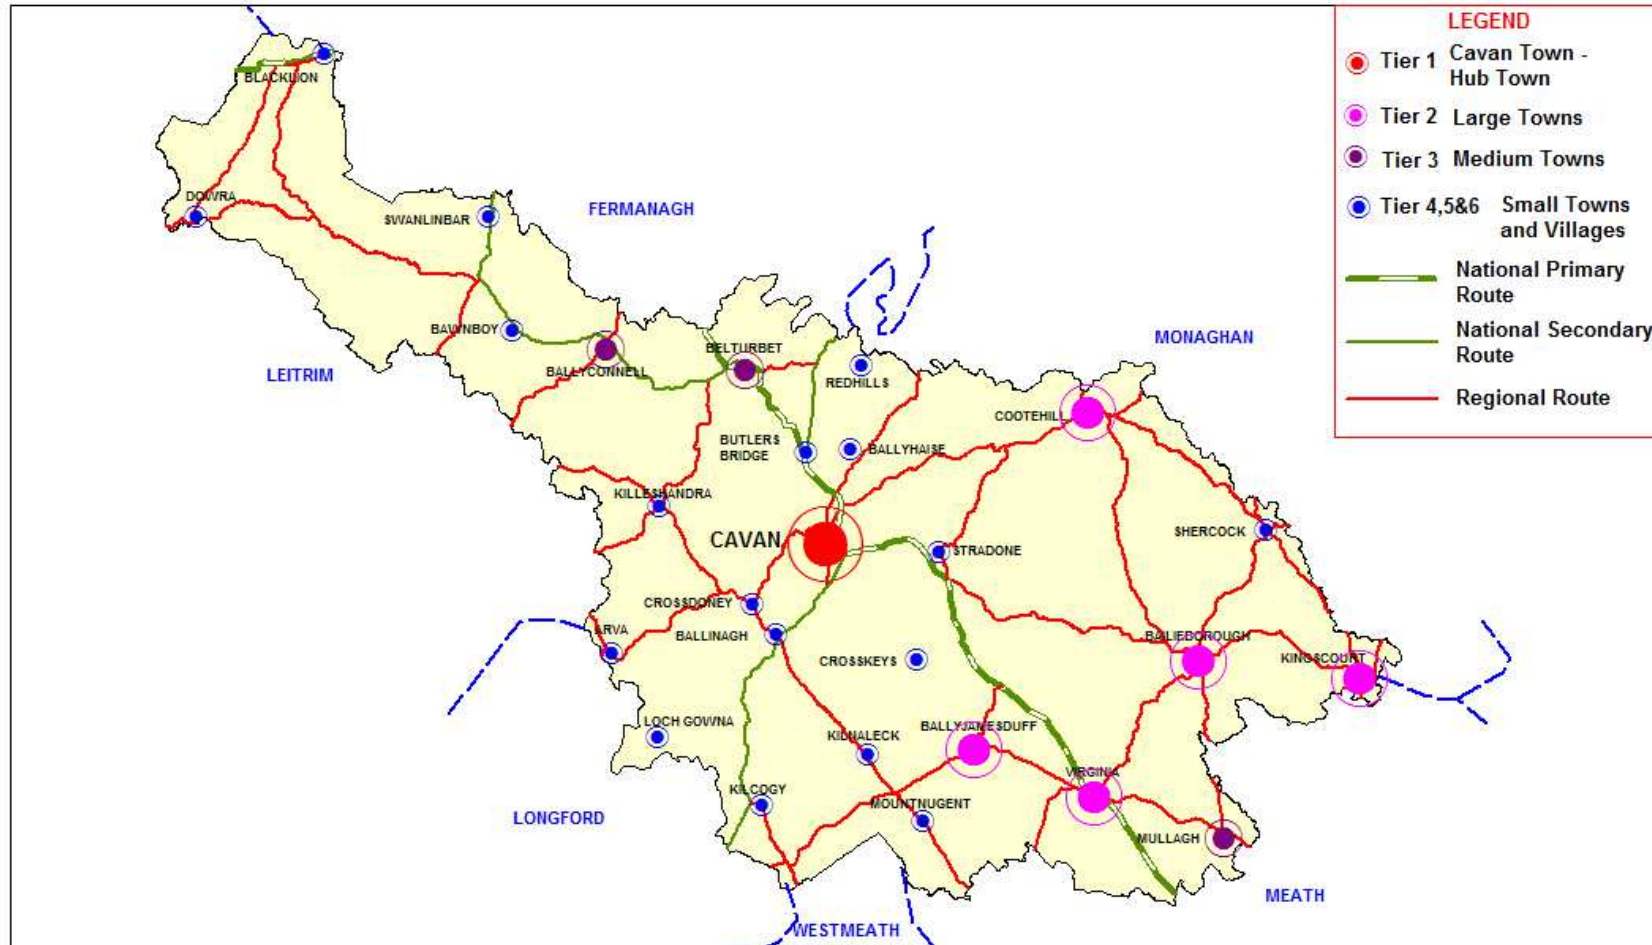 LEGEND
Tier 1 Cavan Town -
Hub Town
Tier 2 Large Towns
Tier 3 Medium Towns
Tier 4,5&6 Small Towns
and Villages
National Primary
Route
National Secondary
Route
Regional Route
BLACKLION
DOWRA
SWANLINBAR
FERMANAGH
BAWNBOY
BALLYCONNELL
BELTURBET
REDHILLS
MONAGHAN
LEITRIM
COOTEHILL
BUTLERS
BRIDGE
BALLYHAISE
KILLESHANDRA
CAVAN
STRADONE
SHERCOCK
CROSSDONEY
ARVA
BALLINAGH
CROSSKEYS
BAILIEBOROUGH
KINGSCOURT
LOCH GOWNA
KILNALECK
BALLYJAMESDUFF
VIRGINIA
KILCOGY
MOUNTNUGENT
LONGFORD
MULLAGH
MEATH
WESTMEATH